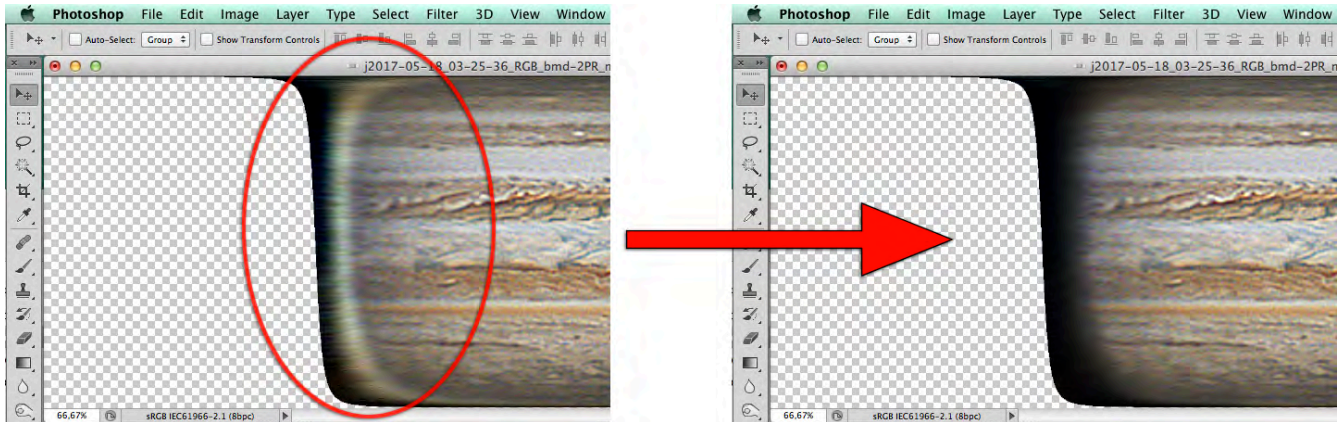 Photoshop File Edit Image Layer Type Select Filter 3D View Window
Auto-Select: Group Show Transform Controls
j2017-05-18_03-25-36_RGB_bmd-2PR_n
66,67% sRGB IEC61966-2.1 (8bpc)
Photoshop File Edit Image Layer Type Select Filter 3D View Window
Auto-Select: Group Show Transform Controls
j2017-05-18_03-25-36_RGB_bmd-2PR_n
66,67% sRGB IEC61966-2.1 (8bpc)